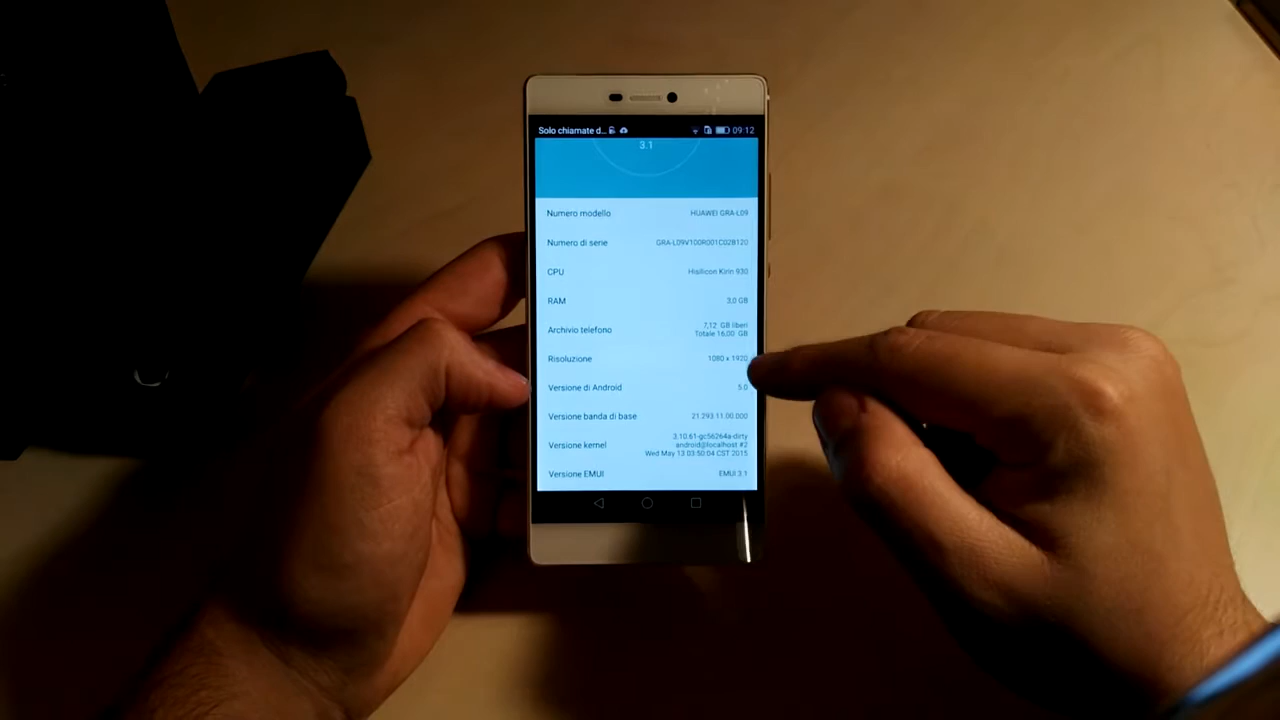 Solo chiamate d... 09:12
3.1
Numero modello HUAWEI GRA-L09
Numero di serie GRA-L09V100R001C02B120
CPU Hisilicon Kirin 930
RAM 3,0 GB
Archivio telefono 7,12 GB liberi
Totale 16,00 GB
Risoluzione 1080 x 1920
Versione di Android 5.0
Versione banda di base 21.293.11.00.000
Versione kernel 3.10.61-gc56264a-dirty
android@localhost #2
Wed May 13 03:50:04 CST 2015
Versione EMUI EMUI 3.1